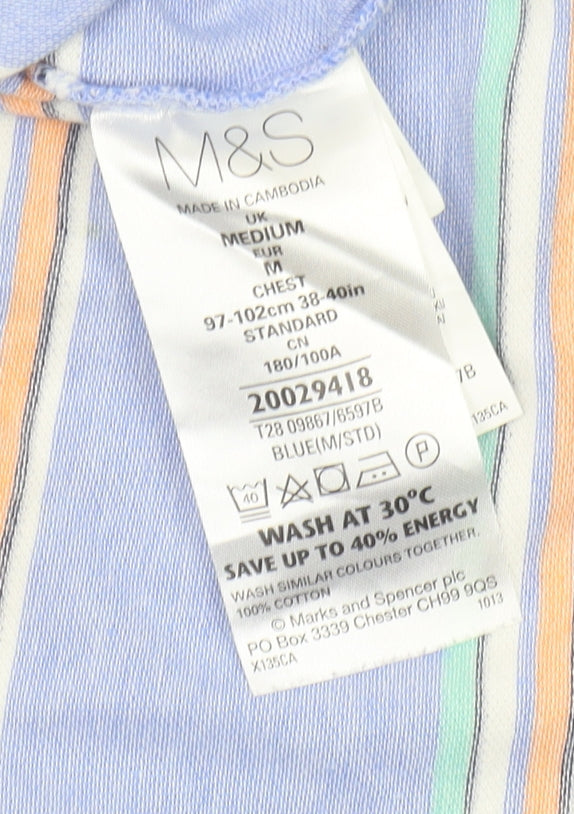 M&S
MADE IN CAMBODIA
UK
MEDIUM
EUR
M
CHEST
97-102cm 38-40in
STANDARD
CN
180/100A
20029418
T28 09867/6597B
BLUE(M/STD)
40
P
WASH AT 30°C
SAVE UP TO 40% ENERGY
WASH SIMILAR COLOURS TOGETHER.
100% COTTON
© Marks and Spencer plc
PO Box 3339 Chester CH99 9QS
X135CA 1013
7B
135CA